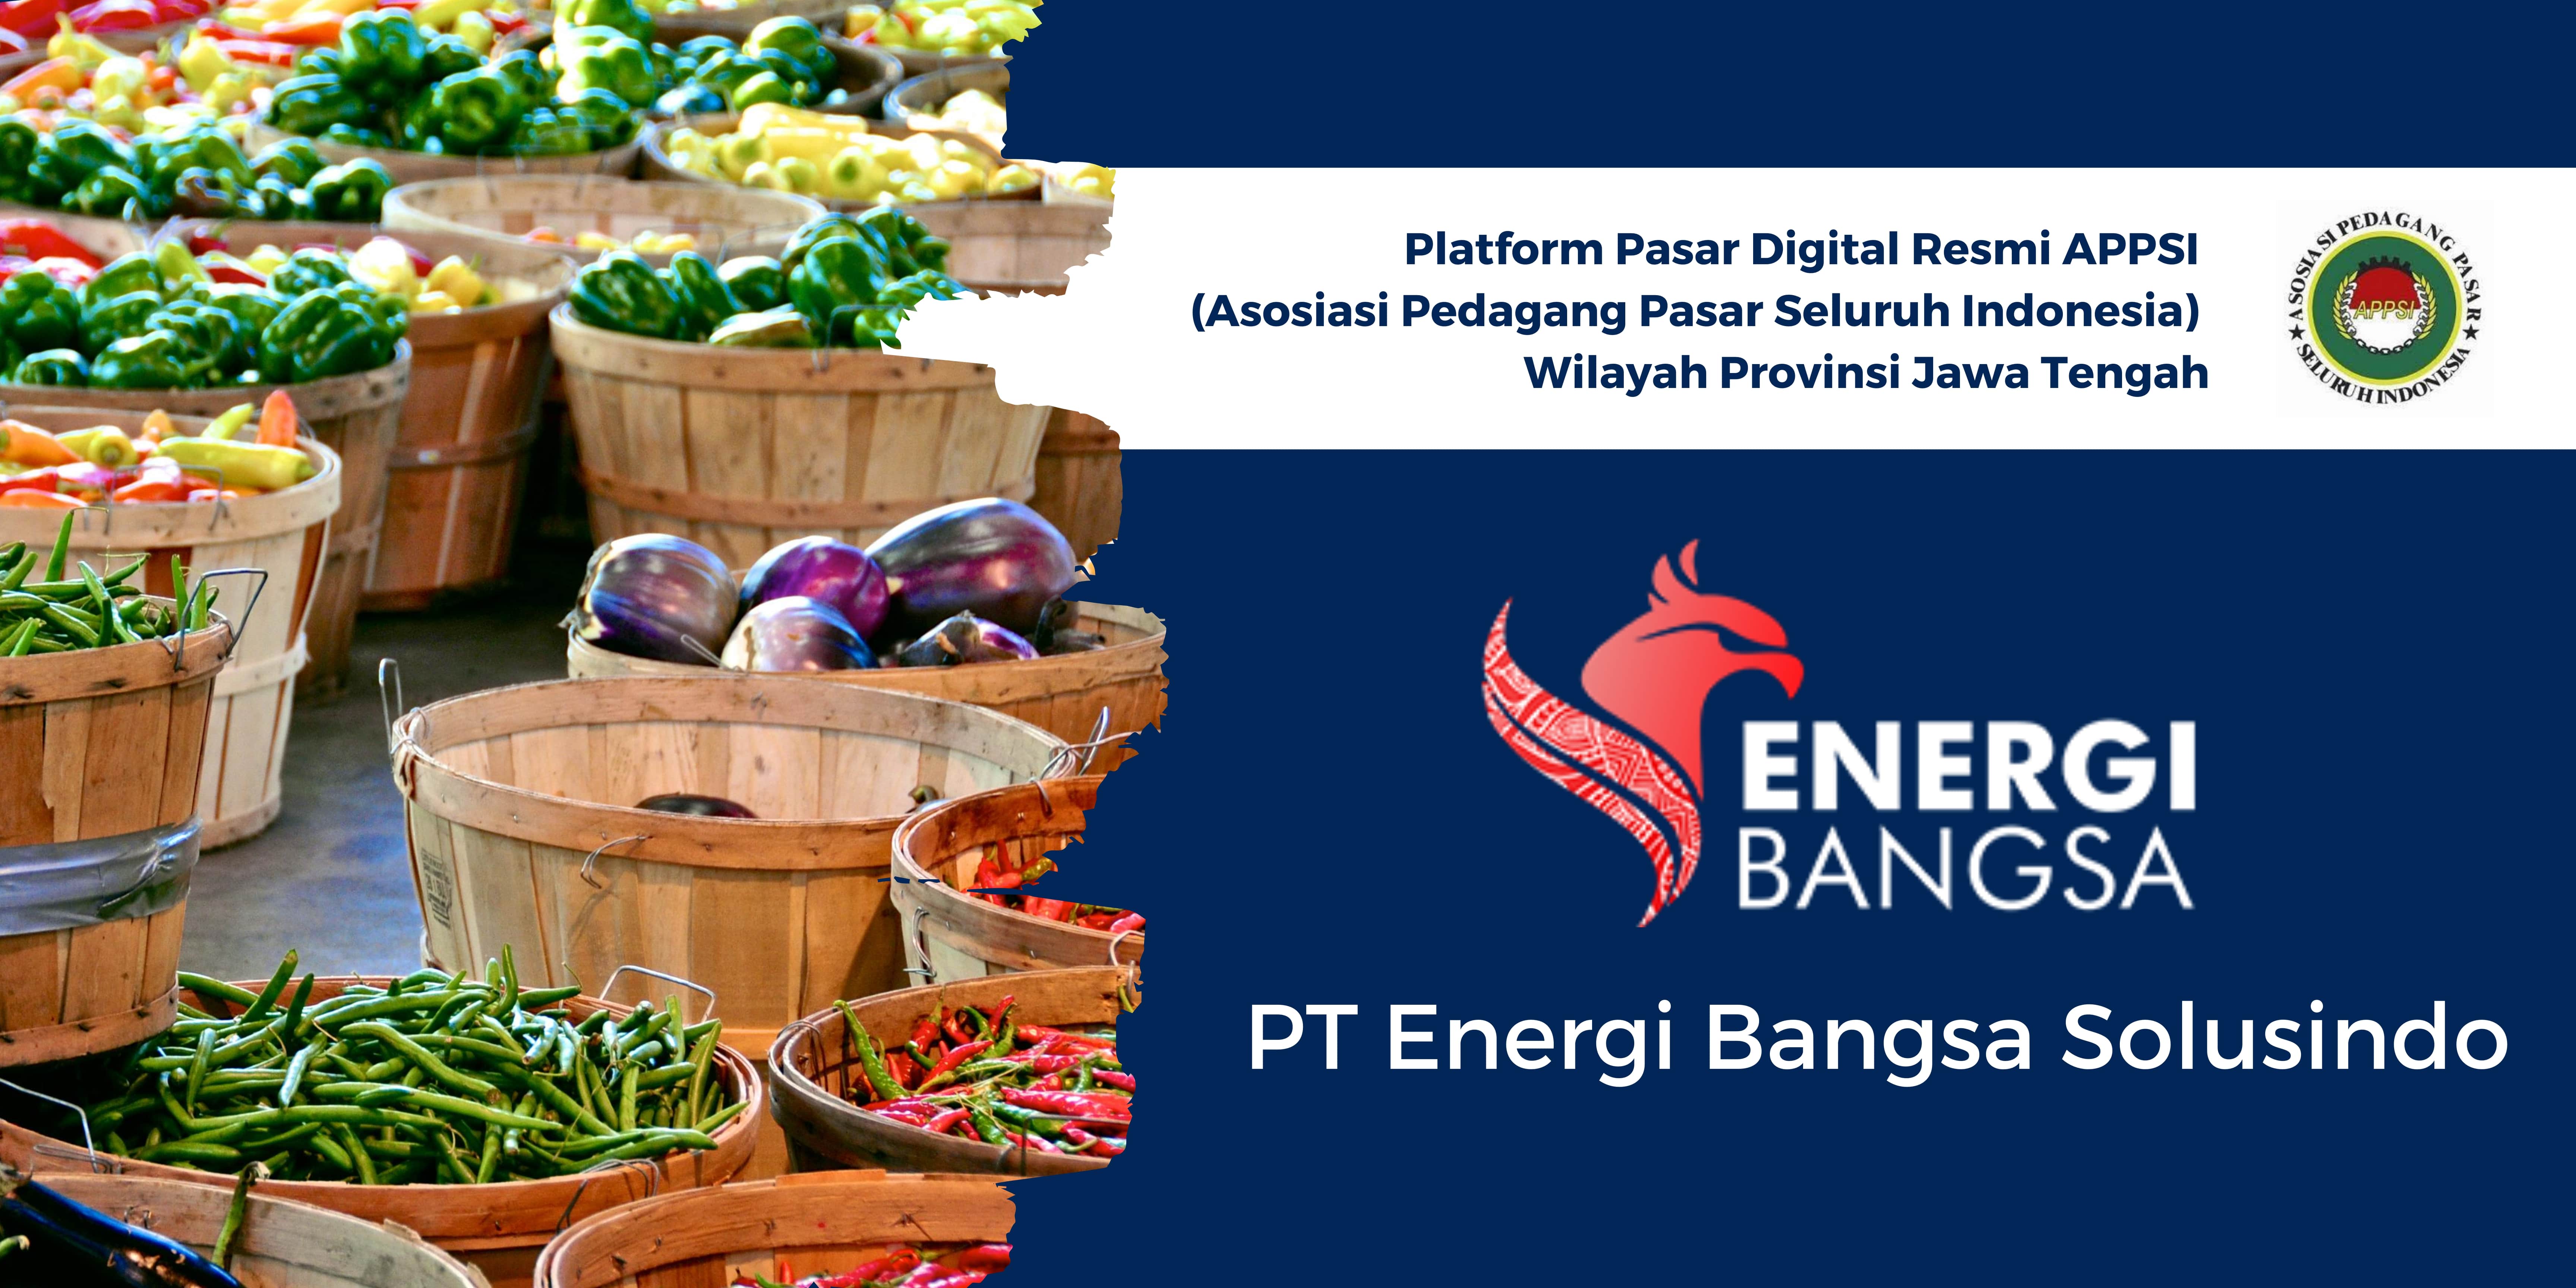 Platform Pasar Digital Resmi APPSI
(Asosiasi Pedagang Pasar Seluruh Indonesia)
Wilayah Provinsi Jawa Tengah
ASOSIASI PEDAGANG PASAR
APPSI
★ SELURUH INDONESIA ★
ENERGI
BANGSA
PT Energi Bangsa Solusindo